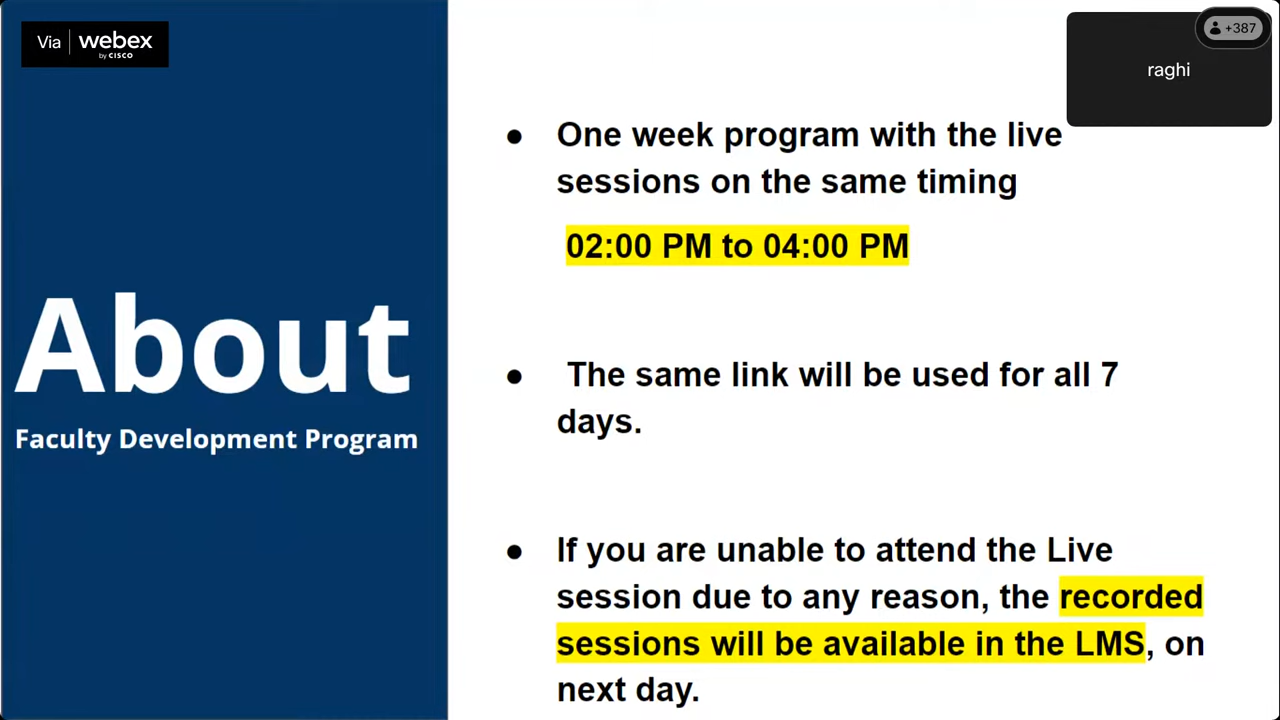 Via webex
by CISCO
+387
raghi
● One week program with the live
sessions on the same timing
02:00 PM to 04:00 PM
About
Faculty Development Program
● The same link will be used for all 7
days.
● If you are unable to attend the Live
session due to any reason, the recorded
sessions will be available in the LMS, on
next day.